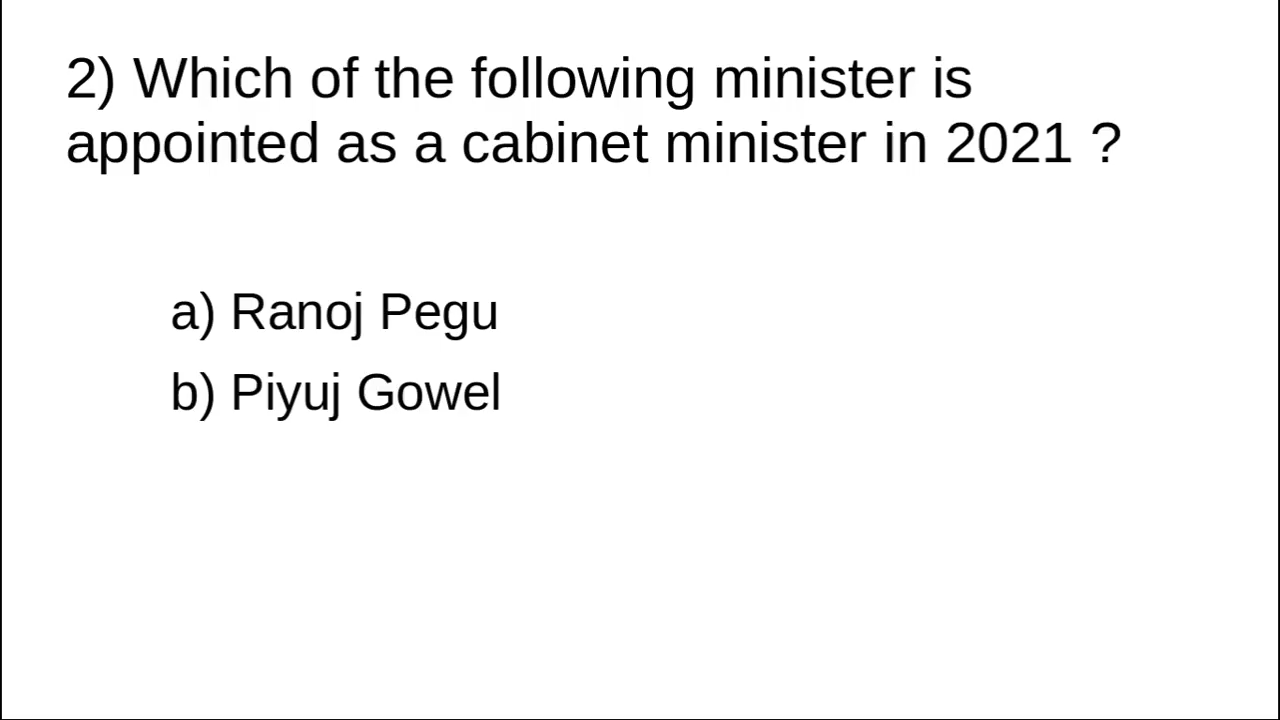 2) Which of the following minister is
appointed as a cabinet minister in 2021 ?
a) Ranoj Pegu
b) Piyuj Gowel